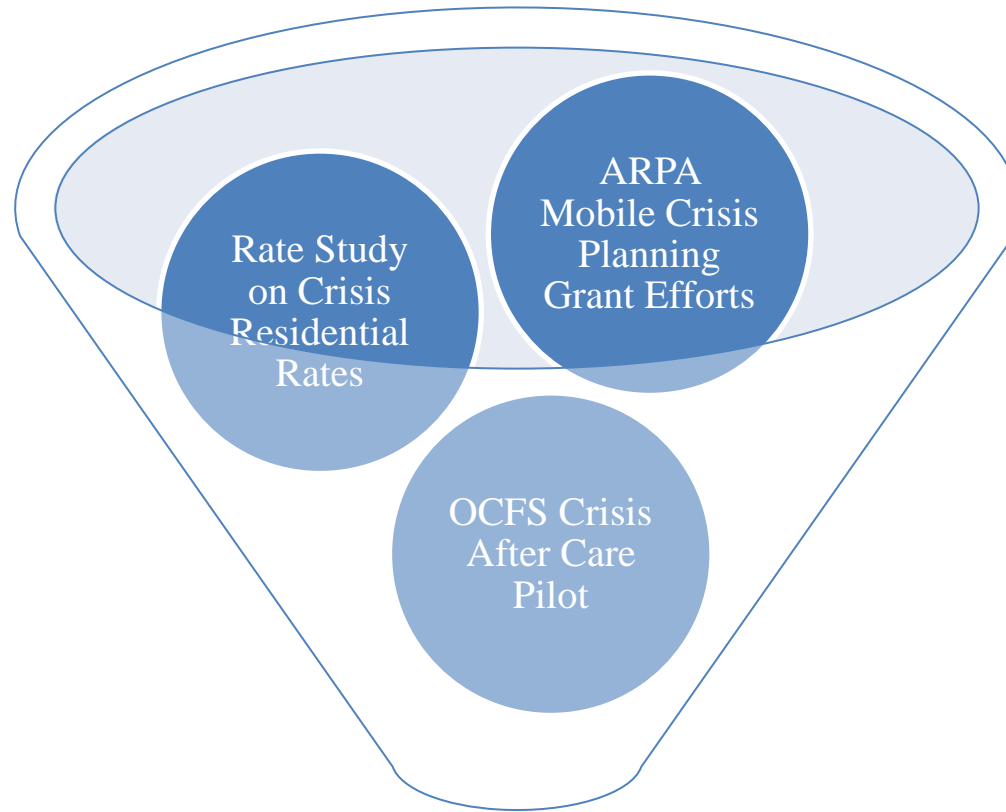 ARPA
Mobile Crisis
Planning
Grant Efforts
Rate Study
on Crisis
Residential
Rates
OCFS Crisis
After Care
Pilot